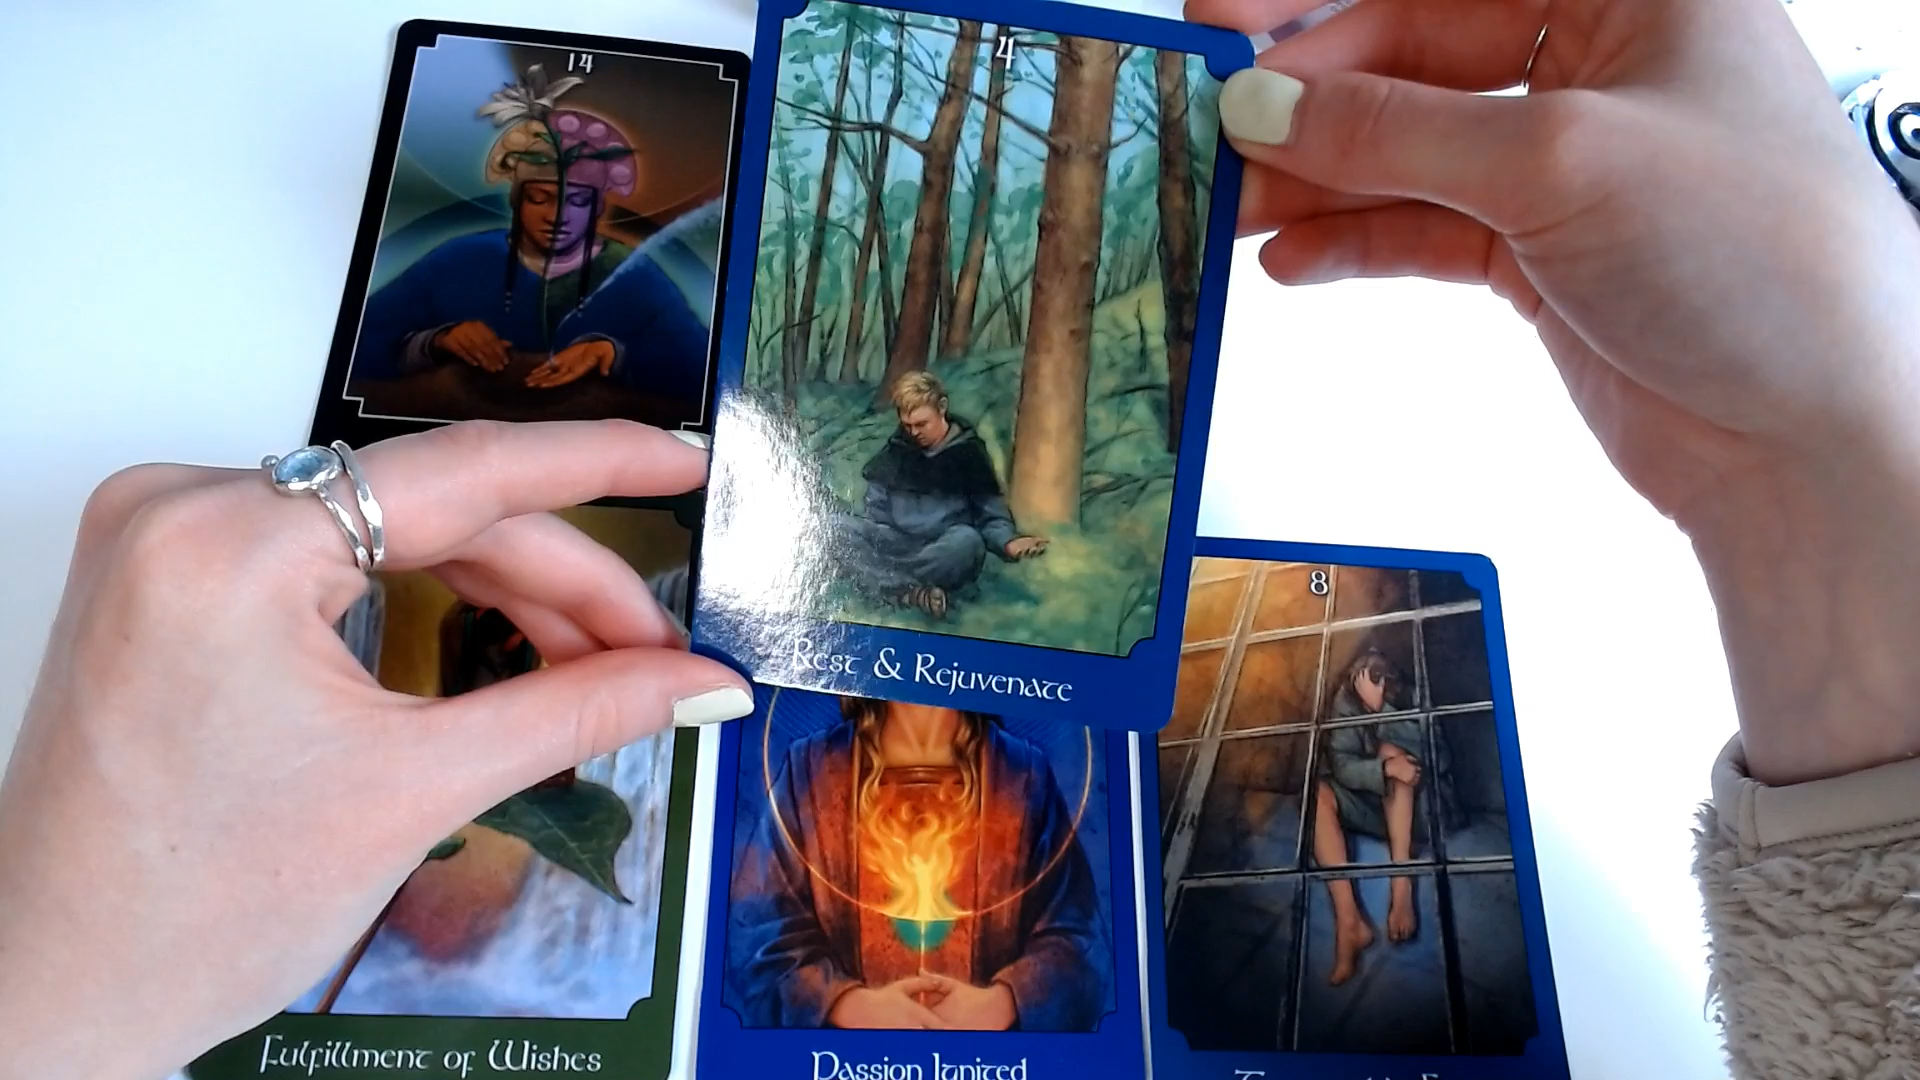 14
4
Rest & Rejuvenate
8
Fulfillment of Wishes
Passion Ignited